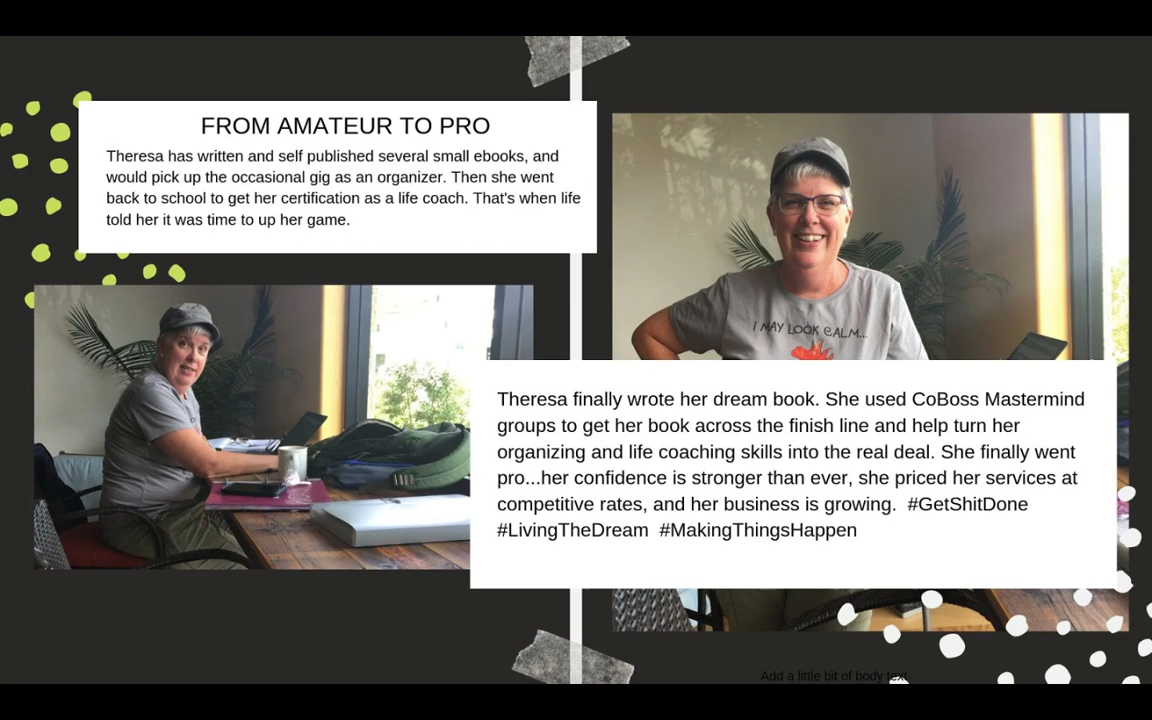 FROM AMATEUR TO PRO
Theresa has written and self published several small ebooks, and
would pick up the occasional gig as an organizer. Then she went
back to school to get her certification as a life coach. That's when life
told her it was time to up her game.
I MAY LOOK CALM...
Theresa finally wrote her dream book. She used CoBoss Mastermind
groups to get her book across the finish line and help turn her
organizing and life coaching skills into the real deal. She finally went
pro...her confidence is stronger than ever, she priced her services at
competitive rates, and her business is growing.  #GetShitDone
#LivingTheDream  #MakingThingsHappen
Add a little bit of body text